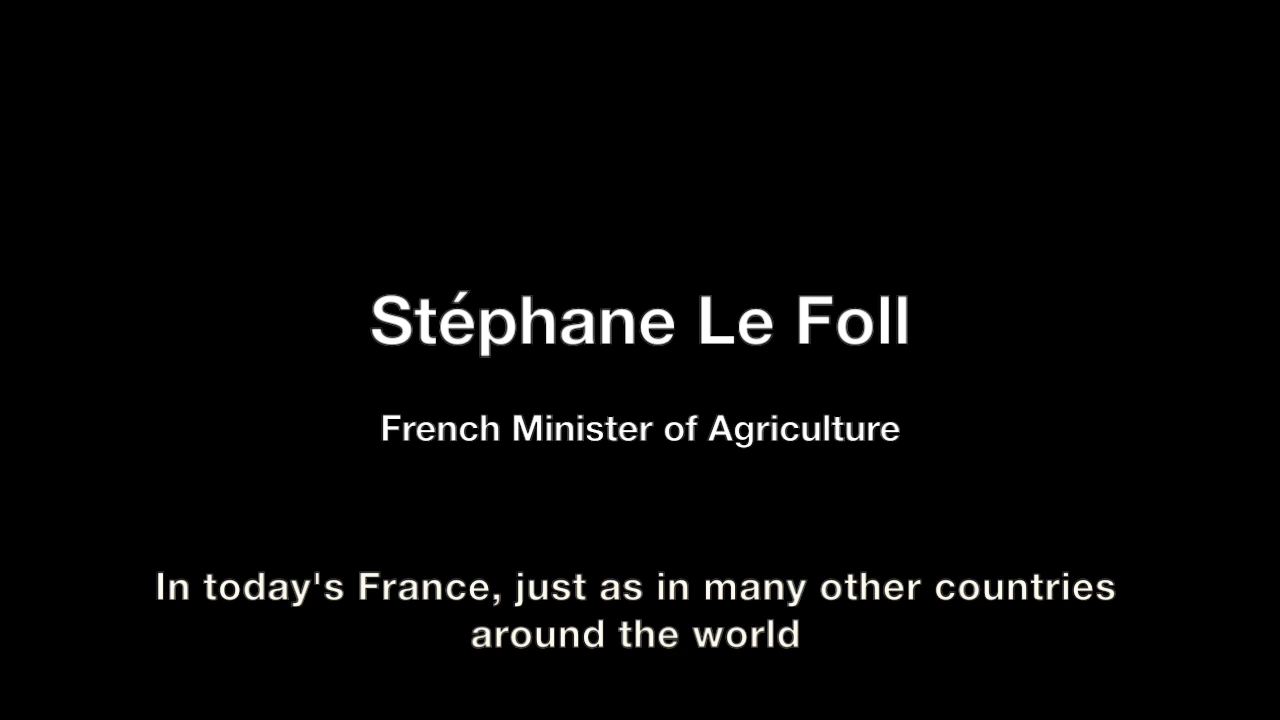 Stéphane Le Foll
French Minister of Agriculture
In today's France, just as in many other countries
around the world